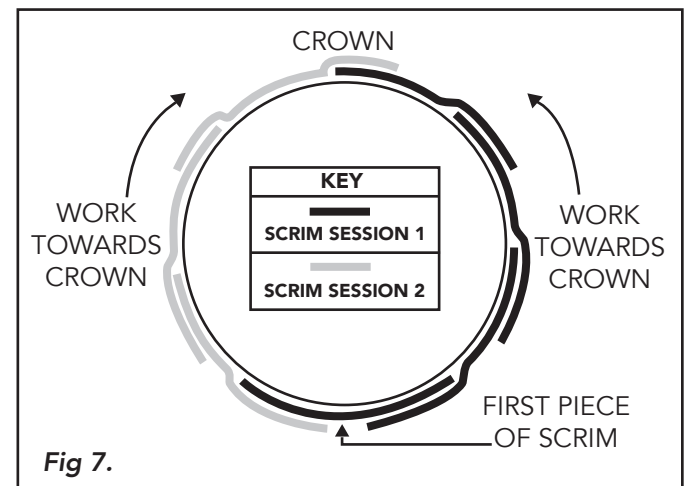 CROWN
WORK
TOWARDS
CROWN
KEY
SCRIM SESSION 1
SCRIM SESSION 2
WORK
TOWARDS
CROWN
FIRST PIECE
OF SCRIM
Fig 7.